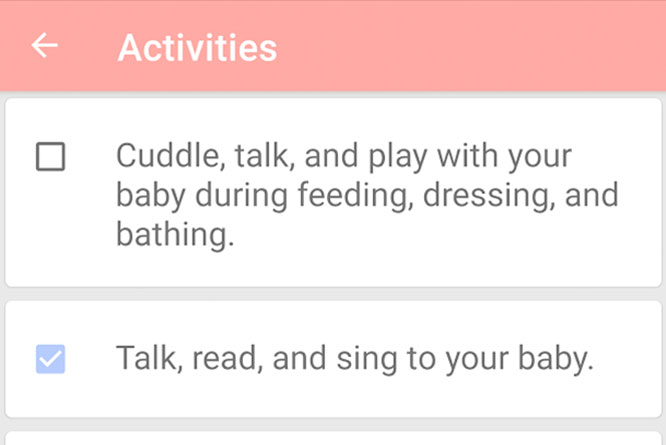 Activities
Cuddle, talk, and play with your
baby during feeding, dressing, and
bathing.
Talk, read, and sing to your baby.